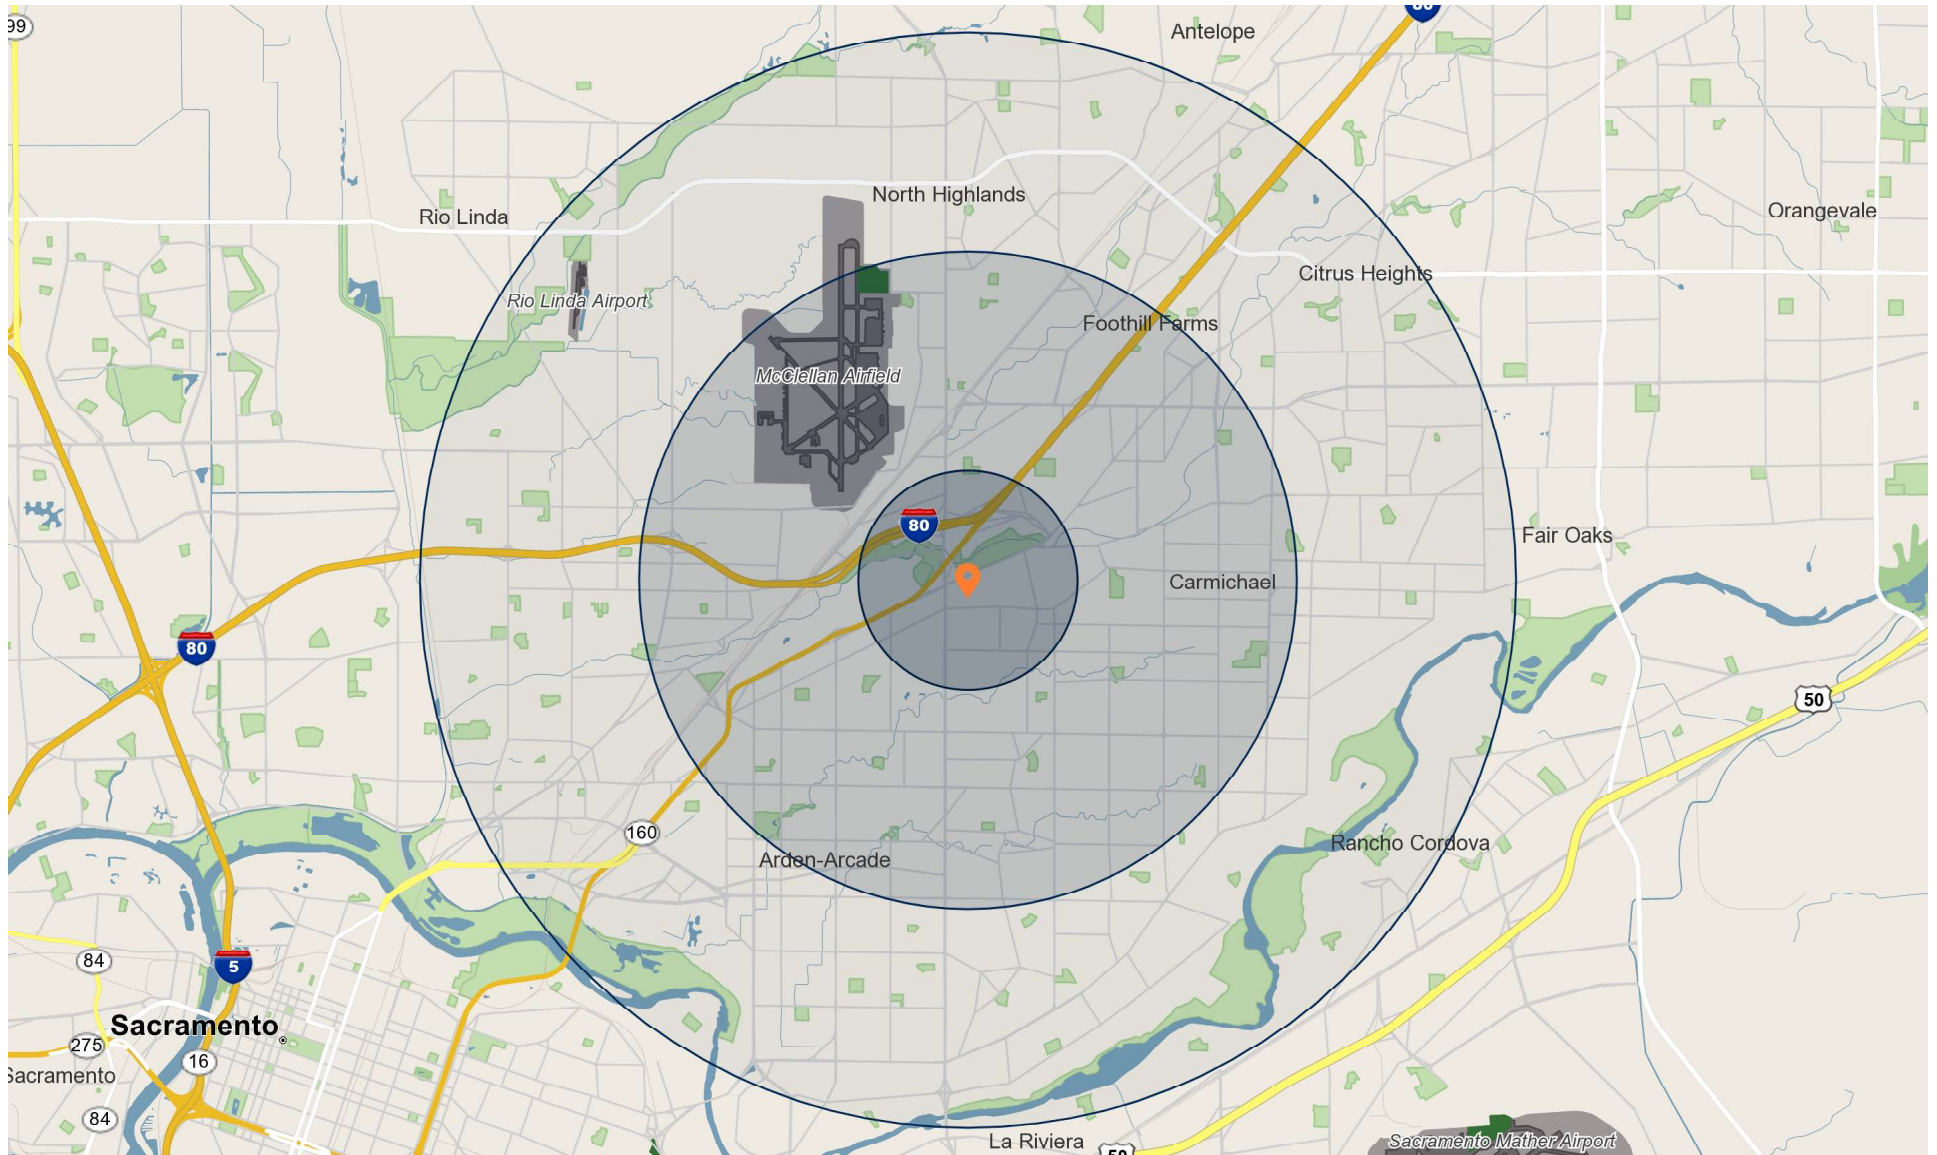 99
80
Antelope
North Highlands
Rio Linda
Orangevale
Citrus Heights
Rio Linda Airport
Foothill Farms
McClellan Airfield
80
Fair Oaks
Carmichael
80
50
160
Rancho Cordova
Arden-Arcade
84
5
Sacramento
275
16
Sacramento
84
La Riviera
Sacramento Mather Airport
50